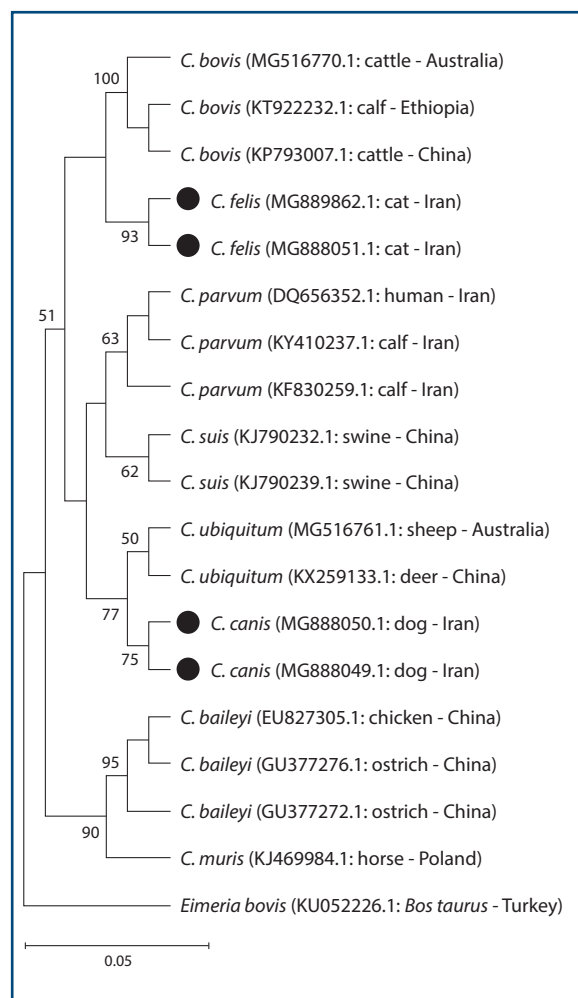 C. bovis (MG516770.1: cattle - Australia)
100
C. bovis (KT922232.1: calf - Ethiopia)
C. bovis (KP793007.1: cattle - China)
C. felis (MG889862.1: cat - Iran)
93
C. felis (MG888051.1: cat - Iran)
C. parvum (DQ656352.1: human - Iran)
51
63
C. parvum (KY410237.1: calf - Iran)
C. parvum (KF830259.1: calf - Iran)
C. suis (KJ790232.1: swine - China)
62
C. suis (KJ790239.1: swine - China)
C. ubiquitum (MG516761.1: sheep - Australia)
50
C. ubiquitum (KX259133.1: deer - China)
77
C. canis (MG888050.1: dog - Iran)
75
C. canis (MG888049.1: dog - Iran)
C. baileyi (EU827305.1: chicken - China)
95
C. baileyi (GU377276.1: ostrich - China)
C. baileyi (GU377272.1: ostrich - China)
90
C. muris (KJ469984.1: horse - Poland)
Eimeria bovis (KU052226.1: Bos taurus - Turkey)
0.05